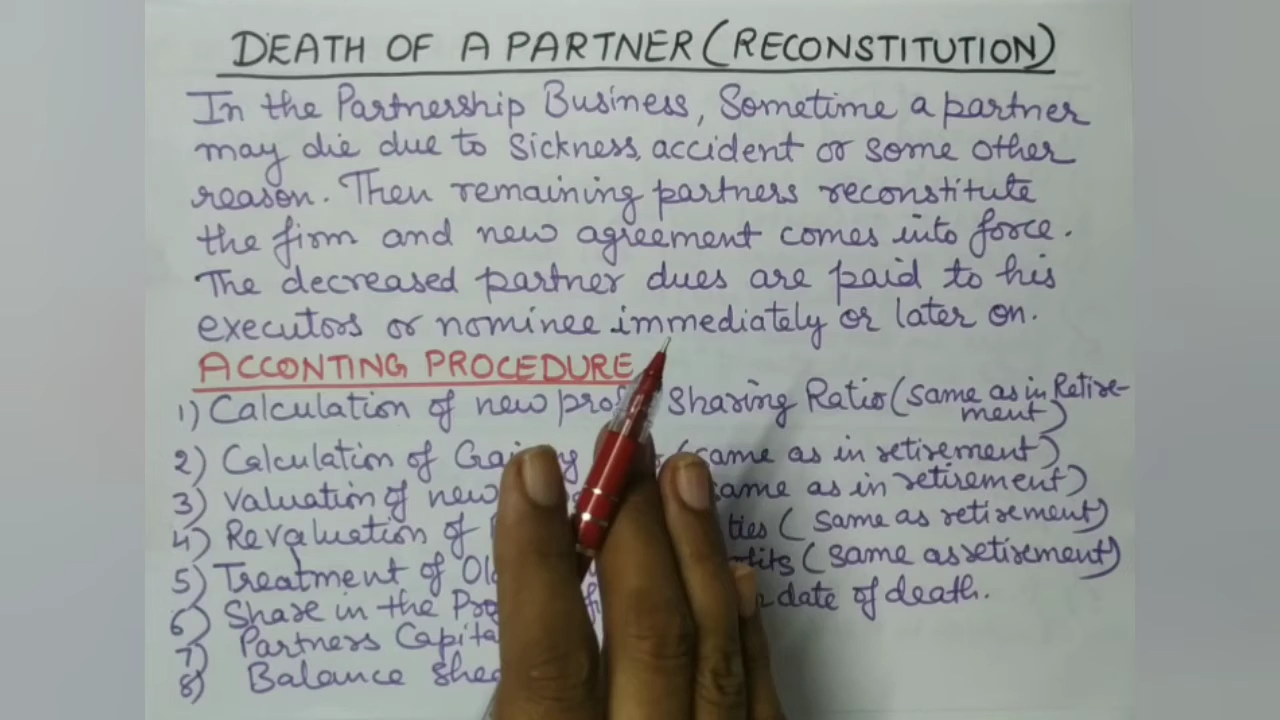 DEATH OF A PARTNER (RECONSTITUTION)
In the Partnership Business, Sometime a partner
may die due to Sickness, accident or some other
reason. Then remaining partners reconstitute
the firm and new agreement comes into force.
The decreased partner dues are paid to his
executors or nominee immediately or later on.
ACCONTING PROCEDURE
1) Calculation of new Sharing Ratio (same as in Retire-
ment)
2) Calculation of (same as in retirement)
3) Valuation of new same as in retirement)
4) Revaluation of ties (same as retirement)
5) Treatment of fits (same as retirement)
6) Share in the date of death.
7) Partners
8) Balance